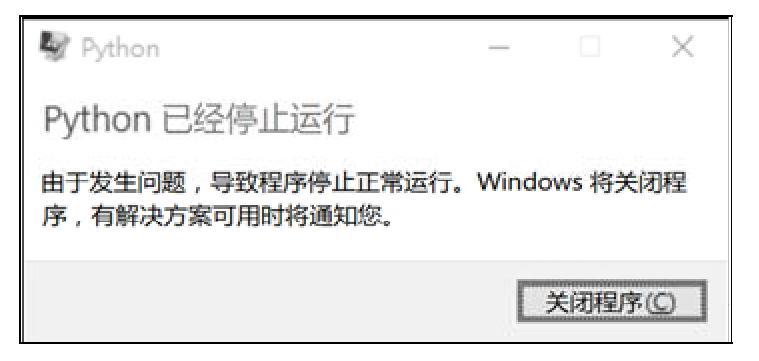 Python
Python 已经停止运行
由于发生问题，导致程序停止正常运行。Windows 将关闭程
序，有解决方案可用时将通知您。
关闭程序(C)